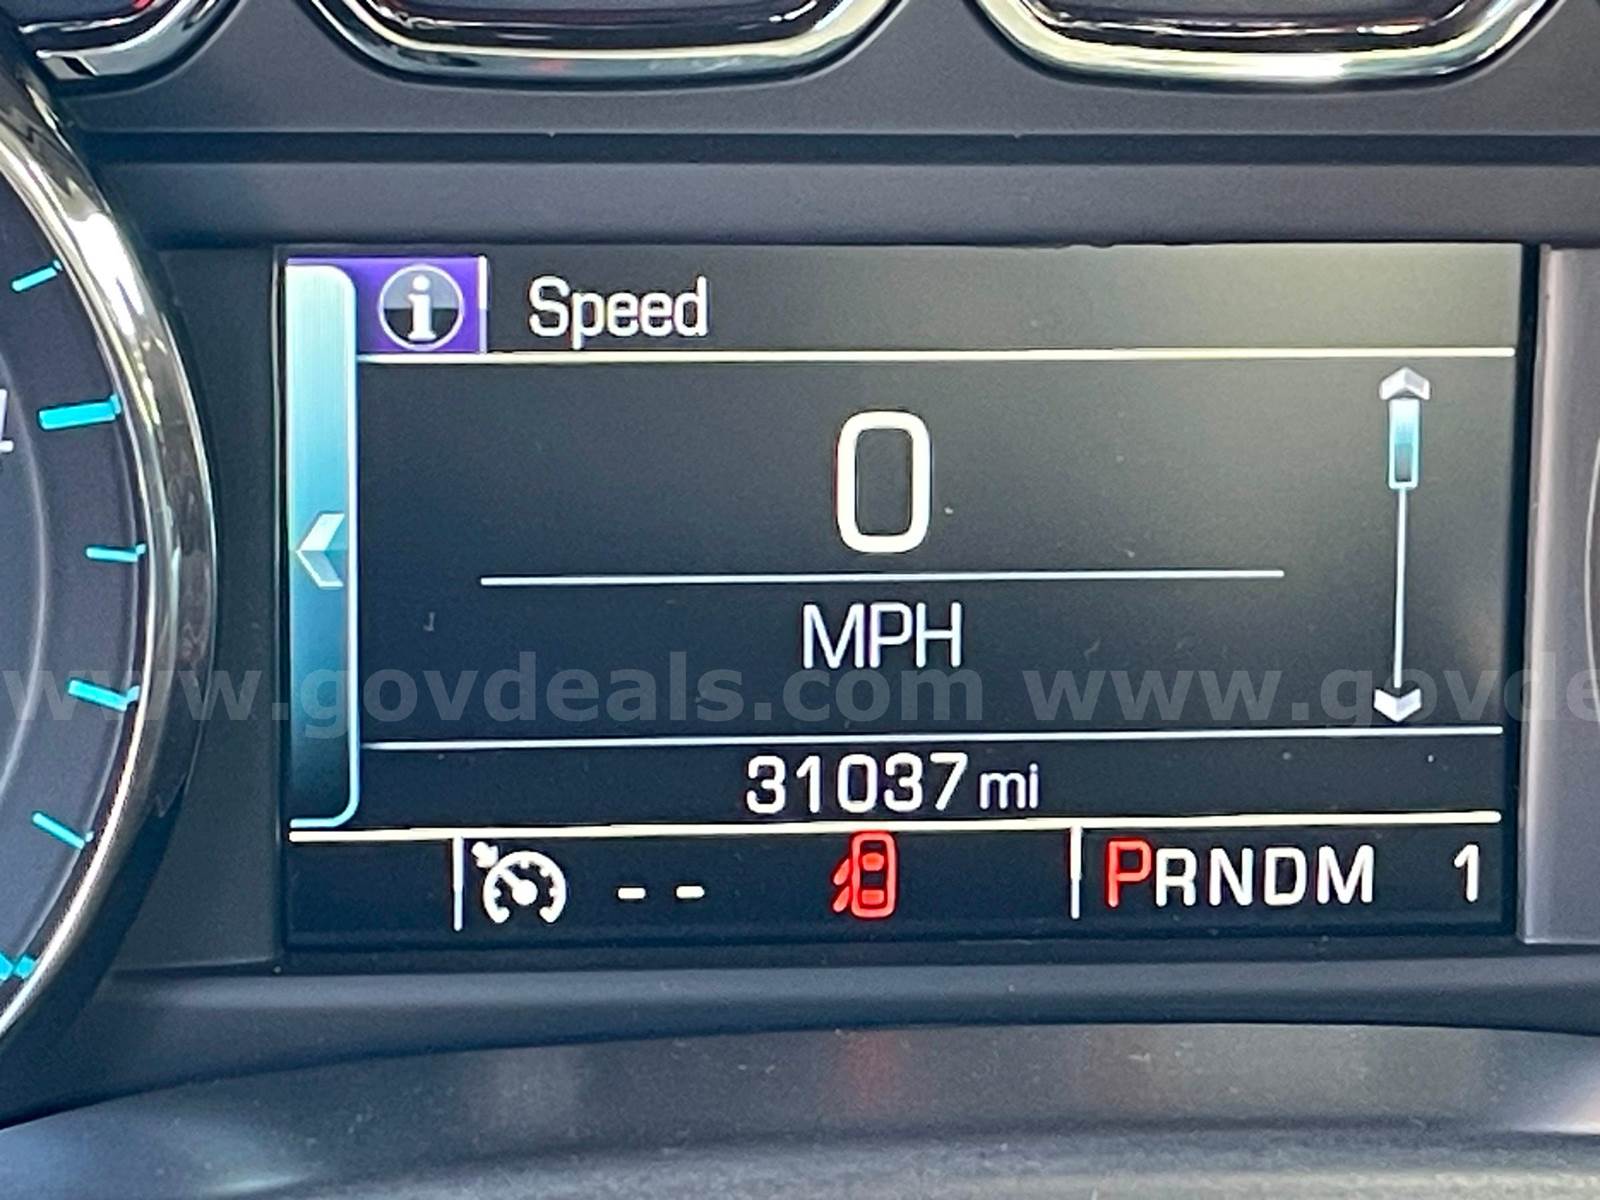 i Speed
0
MPH
www.govdeals.com www.govde
31037 mi
-- PRNDM 1